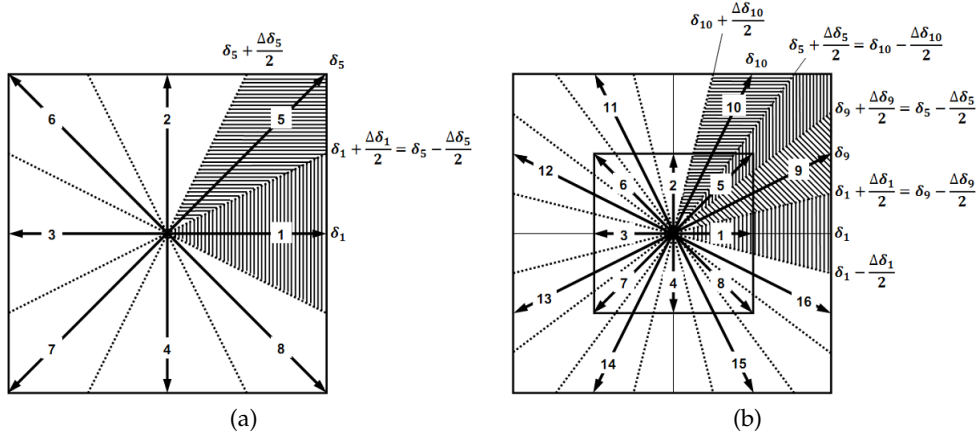 δ₅ + Δδ₅/2
δ₅
6
2
5
δ₁ + Δδ₁/2 = δ₅ − Δδ₅/2
3
1
δ₁
7
4
8
(a)
δ₁₀ + Δδ₁₀/2
δ₅ + Δδ₅/2 = δ₁₀ − Δδ₁₀/2
δ₁₀
11
10
δ₉ + Δδ₉/2 = δ₅ − Δδ₅/2
12
9
δ₉
6
2
5
δ₁ + Δδ₁/2 = δ₉ − Δδ₉/2
3
1
δ₁
7
4
8
δ₁ − Δδ₁/2
13
16
14
15
(b)